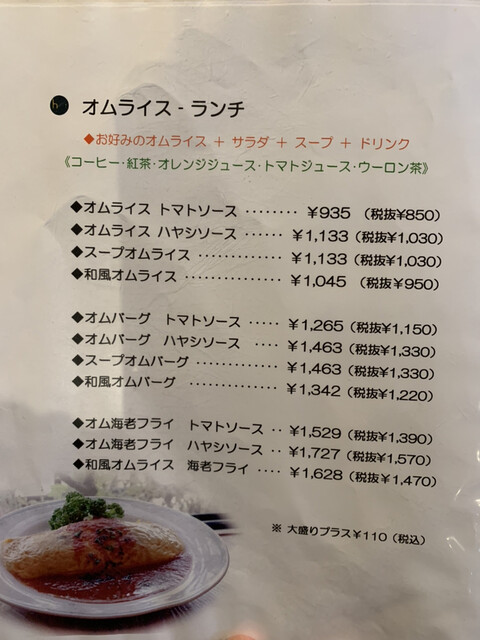 オムライス - ランチ
◆お好みのオムライス + サラダ + スープ + ドリンク
《コーヒー・紅茶・オレンジジュース・トマトジュース・ウーロン茶》
◆オムライス トマトソース ‥‥‥‥ ¥935 (税抜¥850)
◆オムライス ハヤシソース ‥‥‥ ¥1,133 (税抜¥1,030)
◆スープオムライス ‥‥‥‥‥‥‥ ¥1,133 (税抜¥1,030)
◆和風オムライス ‥‥‥‥‥‥‥‥ ¥1,045 (税抜¥950)
◆オムバーグ トマトソース ‥‥‥ ¥1,265 (税抜¥1,150)
◆オムバーグ ハヤシソース ‥‥ ¥1,463 (税抜¥1,330)
◆スープオムバーグ ‥‥‥‥‥‥‥ ¥1,463 (税抜¥1,330)
◆和風オムバーグ ‥‥‥‥‥‥‥ ¥1,342 (税抜¥1,220)
◆オム海老フライ トマトソース ‥ ¥1,529 (税抜¥1,390)
◆オム海老フライ ハヤシソース ‥ ¥1,727 (税抜¥1,570)
◆和風オムライス 海老フライ ‥‥ ¥1,628 (税抜¥1,470)
※ 大盛りプラス¥110 (税込)